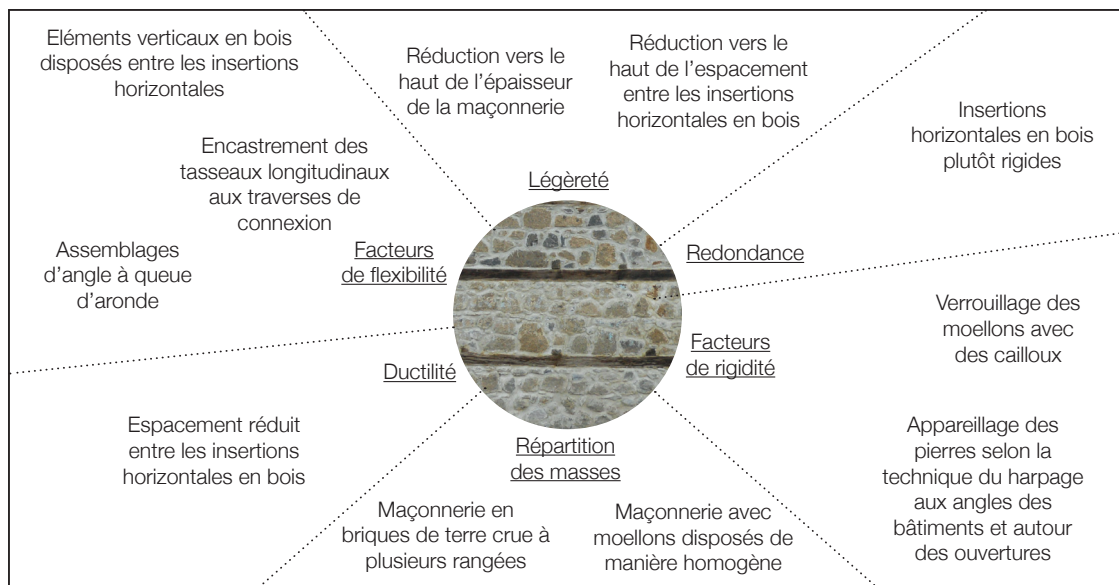 Eléments verticaux en bois
disposés entre les insertions
horizontales
Encastrement des
tasseaux longitudinaux
aux traverses de
connexion
Assemblages
d'angle à queue
d'aronde
Facteurs
de flexibilité
Réduction vers le
haut de l'épaisseur
de la maçonnerie
Réduction vers le
haut de l'espacement
entre les insertions
horizontales en bois
Légèreté
Insertions
horizontales en bois
plutôt rigides
Redondance
Verrouillage des
moellons avec
des cailloux
Facteurs
de rigidité
Appareillage des
pierres selon la
technique du harpage
aux angles des
bâtiments et autour
des ouvertures
Ductilité
Espacement réduit
entre les insertions
horizontales en bois
Répartition
des masses
Maçonnerie en
briques de terre crue à
plusieurs rangées
Maçonnerie avec
moellons disposés de
manière homogène